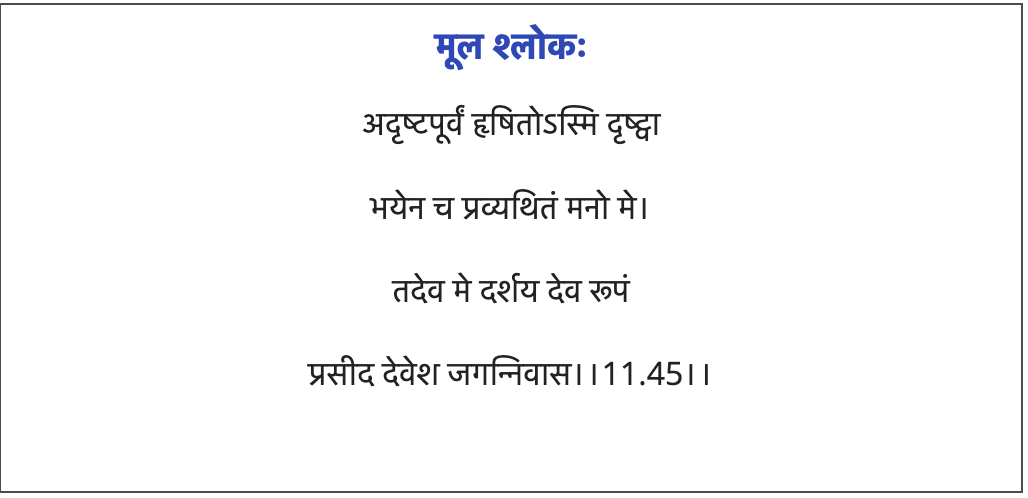 मूल श्लोकः
अदृष्टपूर्वं हृषितोऽस्मि दृष्ट्वा
भयेन च प्रव्यथितं मनो मे।
तदेव मे दर्शय देव रूपं
प्रसीद देवेश जगन्निवास।।11.45।।